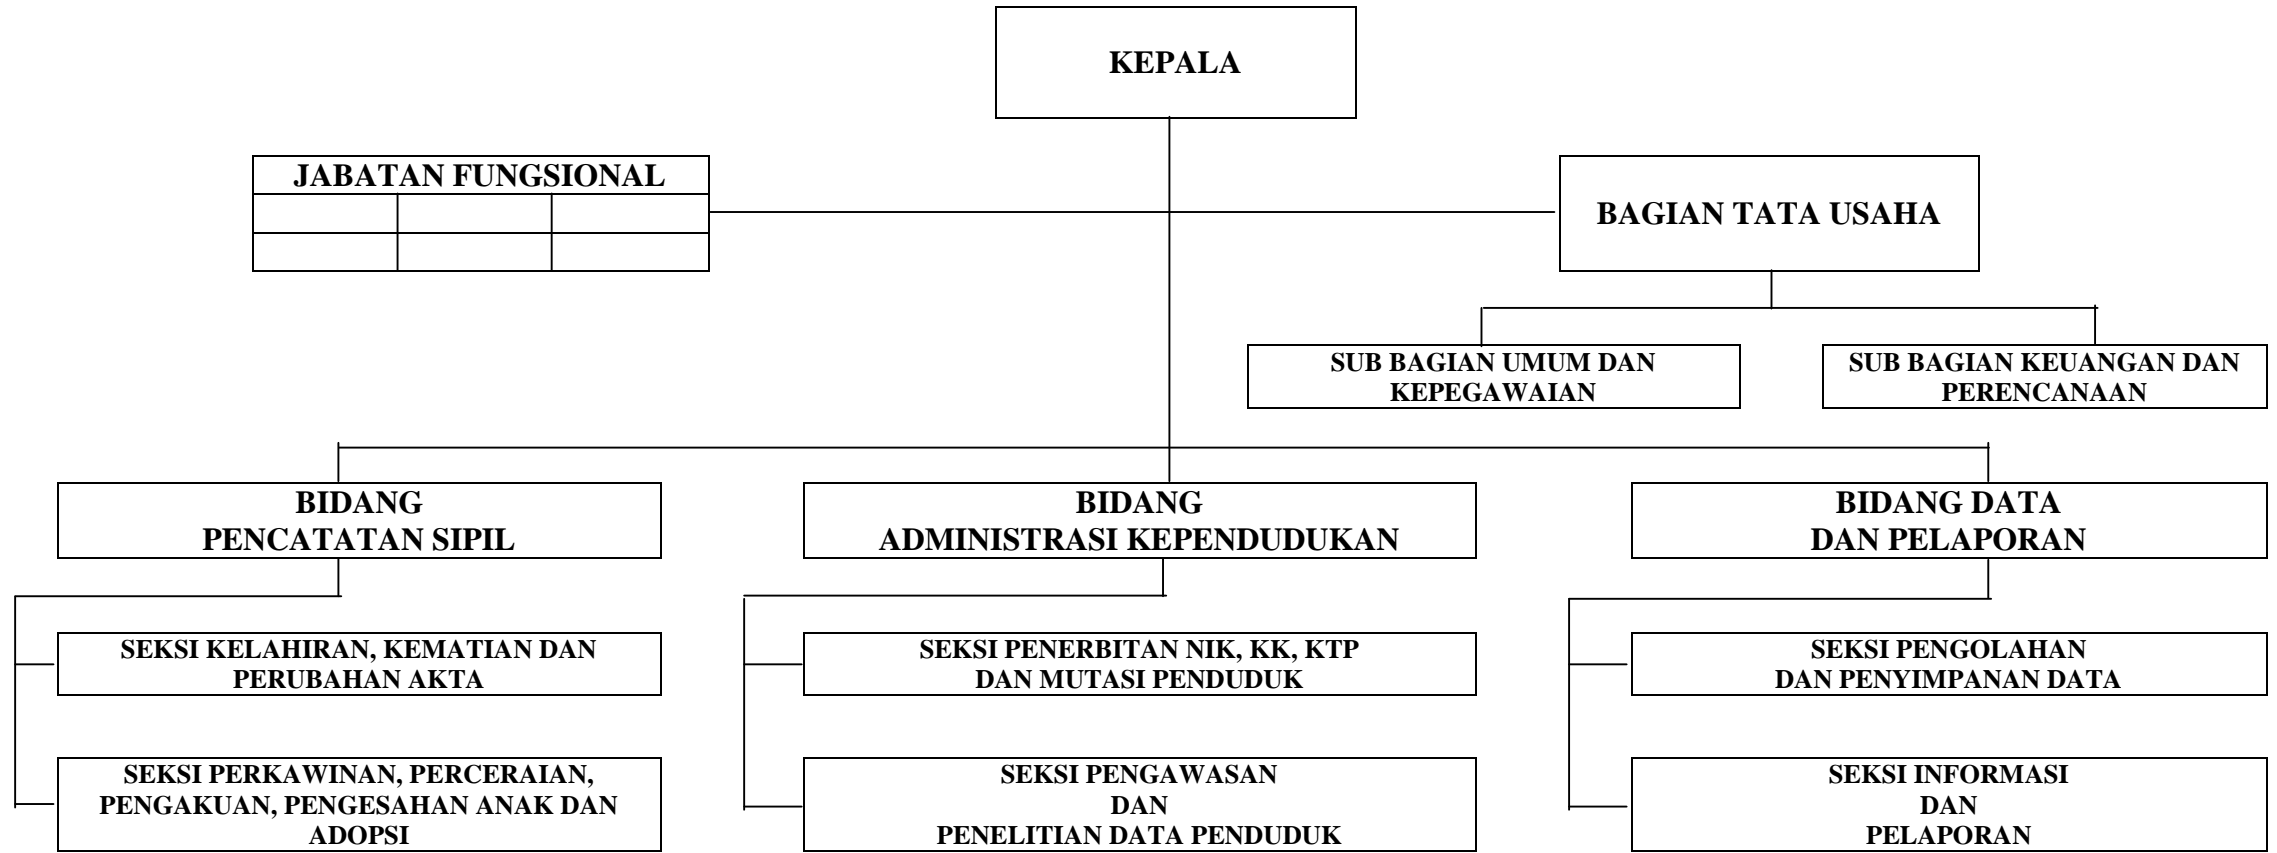 KEPALA
JABATAN FUNGSIONAL
BAGIAN TATA USAHA
SUB BAGIAN UMUM DAN
KEPEGAWAIAN
SUB BAGIAN KEUANGAN DAN
PERENCANAAN
BIDANG
PENCATATAN SIPIL
BIDANG
ADMINISTRASI KEPENDUDUKAN
BIDANG DATA
DAN PELAPORAN
SEKSI KELAHIRAN, KEMATIAN DAN
PERUBAHAN AKTA
SEKSI PENERBITAN NIK, KK, KTP
DAN MUTASI PENDUDUK
SEKSI PENGOLAHAN
DAN PENYIMPANAN DATA
SEKSI PERKAWINAN, PERCERAIAN,
PENGAKUAN, PENGESAHAN ANAK DAN
ADOPSI
SEKSI PENGAWASAN
DAN
PENELITIAN DATA PENDUDUK
SEKSI INFORMASI
DAN
PELAPORAN